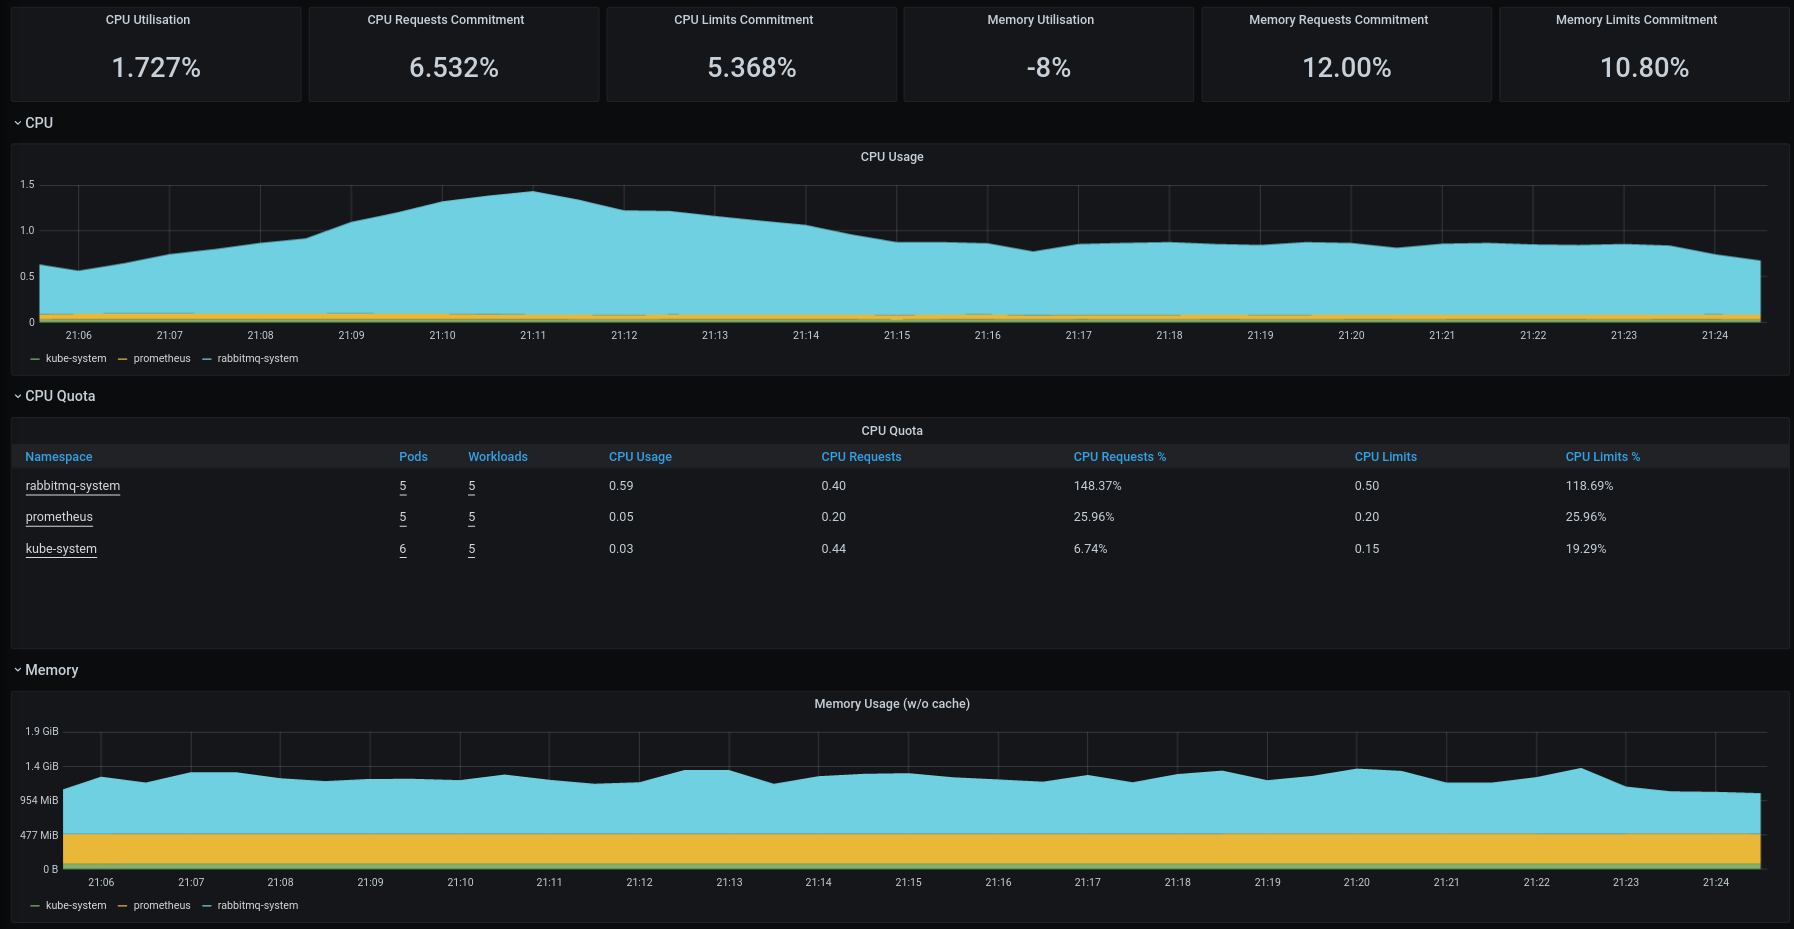 CPU Utilisation CPU Requests Commitment CPU Limits Commitment Memory Utilisation Memory Requests Commitment Memory Limits Commitment
1.727% 6.532% 5.368% -8% 12.00% 10.80%
CPU
CPU Usage
1.5
1.0
0.5
0
21:06 21:07 21:08 21:09 21:10 21:11 21:12 21:13 21:14 21:15 21:16 21:17 21:18 21:19 21:20 21:21 21:22 21:23 21:24
kube-system prometheus rabbitmq-system
CPU Quota
CPU Quota
Namespace Pods Workloads CPU Usage CPU Requests CPU Requests % CPU Limits CPU Limits %
rabbitmq-system 5 5 0.59 0.40 148.37% 0.50 118.69%
prometheus 5 5 0.05 0.20 25.96% 0.20 25.96%
kube-system 6 5 0.03 0.44 6.74% 0.15 19.29%
Memory
Memory Usage (w/o cache)
1.9 GiB
1.4 GiB
954 MiB
477 MiB
0 B
21:06 21:07 21:08 21:09 21:10 21:11 21:12 21:13 21:14 21:15 21:16 21:17 21:18 21:19 21:20 21:21 21:22 21:23 21:24
kube-system prometheus rabbitmq-system